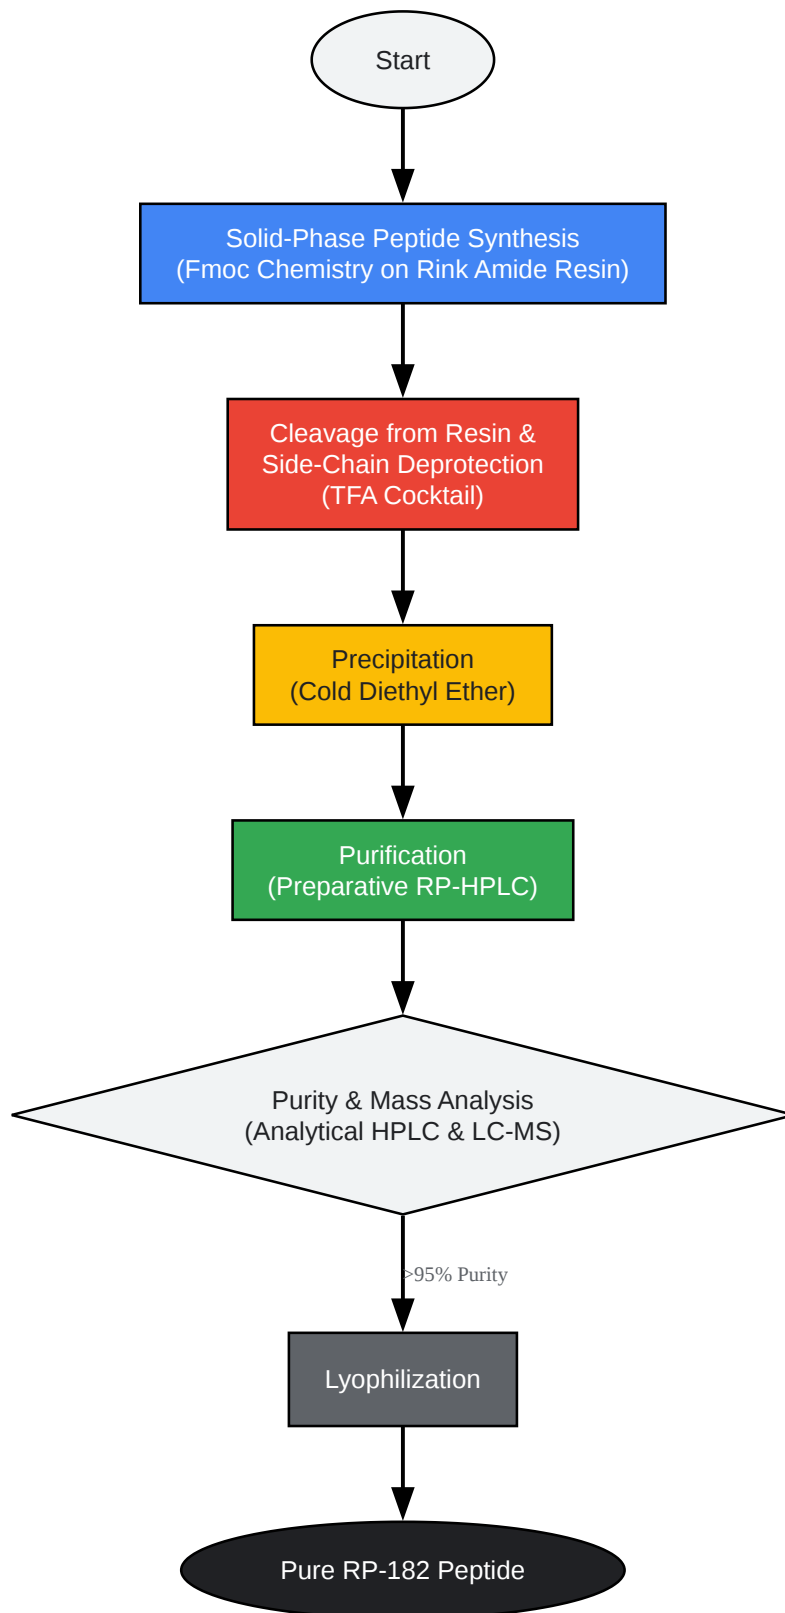 Start
Solid-Phase Peptide Synthesis
(Fmoc Chemistry on Rink Amide Resin)
Cleavage from Resin &
Side-Chain Deprotection
(TFA Cocktail)
Precipitation
(Cold Diethyl Ether)
Purification
(Preparative RP-HPLC)
Purity & Mass Analysis
(Analytical HPLC & LC-MS)
>95% Purity
Lyophilization
Pure RP-182 Peptide